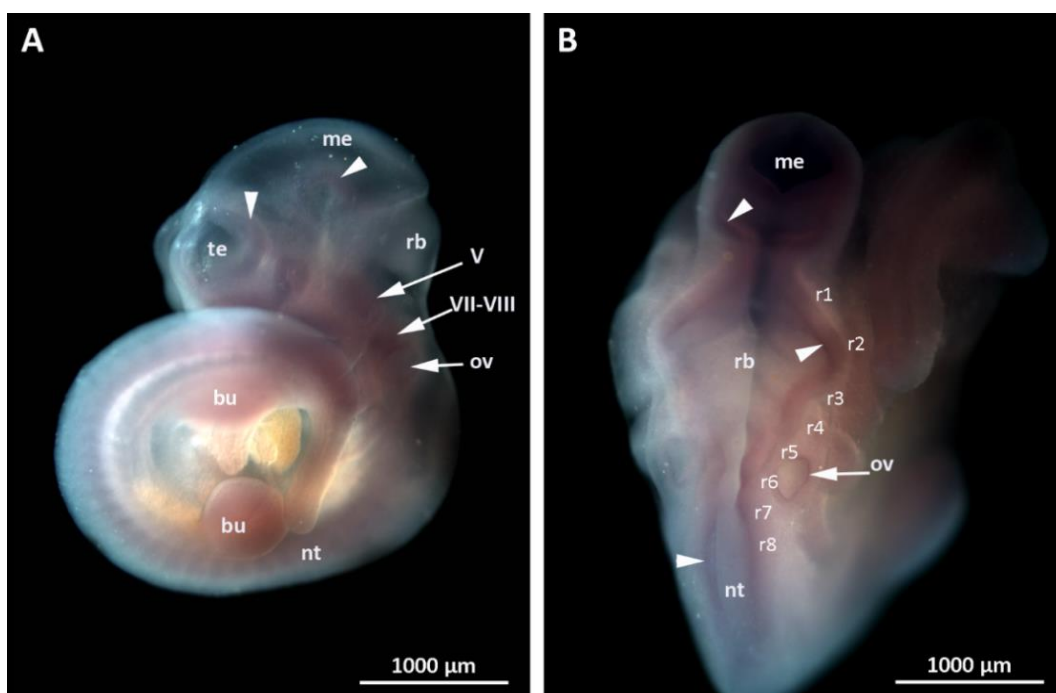 A
me
te
rb
V
VII-VIII
ov
bu
bu
nt
1000 µm
B
me
r1
r2
rb
r3
r4
r5
ov
r6
r7
r8
nt
1000 µm